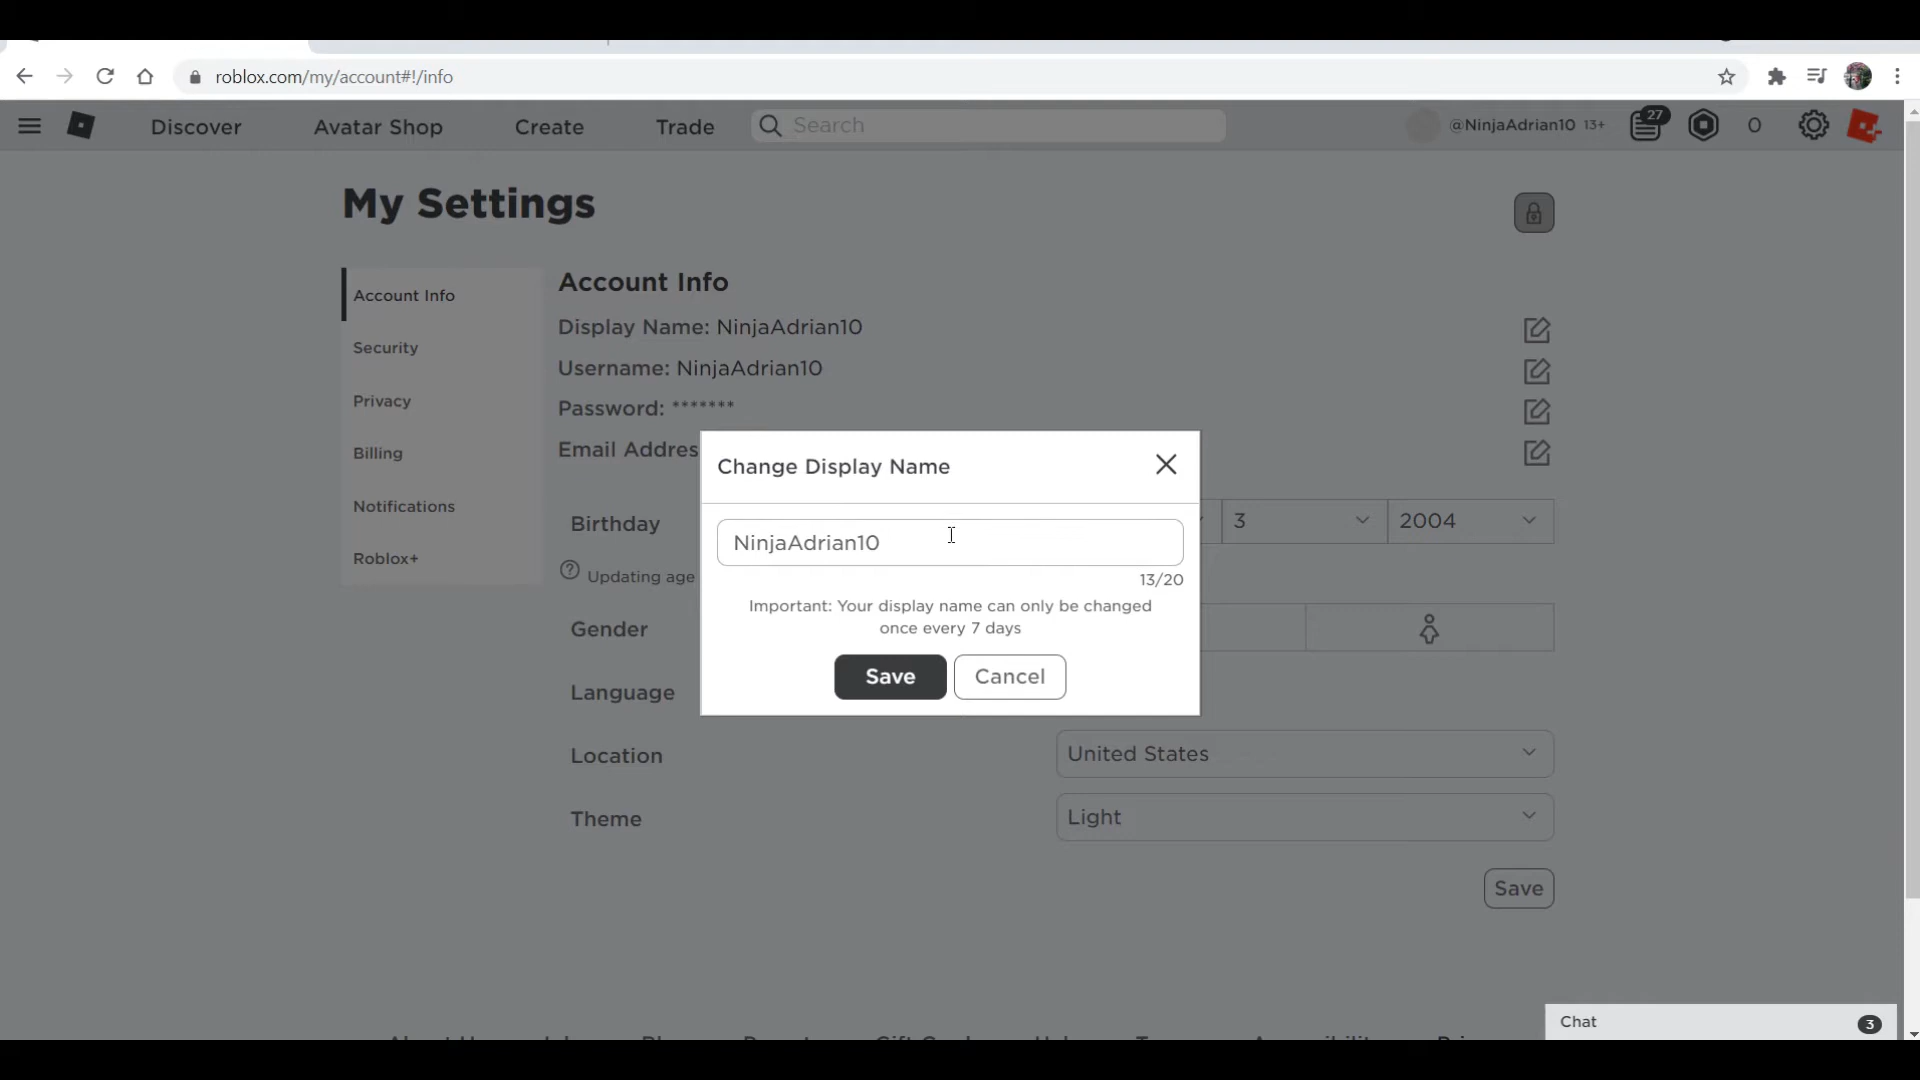 roblox.com/my/account#!/info
Discover
Avatar Shop
Create
Trade
Search
@NinjaAdrian10 13+
27
0
My Settings
Account Info
Security
Privacy
Billing
Notifications
Roblox+
Account Info
Display Name: NinjaAdrian10
Username: NinjaAdrian10
Password: *******
Email Addres
Birthday
3
2004
Updating age
Gender
Language
Location
United States
Theme
Light
Save
Change Display Name
NinjaAdrian10
13/20
Important: Your display name can only be changed
once every 7 days
Save
Cancel
Chat
3